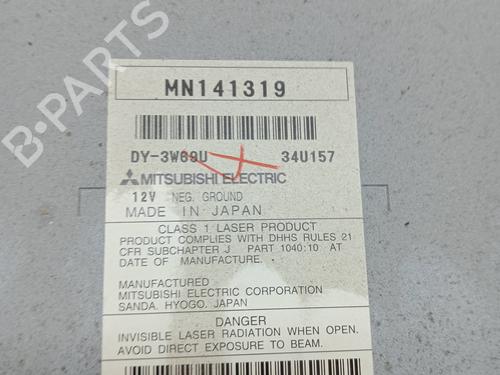 MN141319
DY-3W69U 34U157
MITSUBISHI ELECTRIC
12V NEG. GROUND
MADE IN JAPAN
CLASS 1 LASER PRODUCT
PRODUCT COMPLIES WITH DHHS RULES 21
CFR SUBCHAPTER J PART 1040:10 AT
DATE OF MANUFACTURE.
MANUFACTURED
MITSUBISHI ELECTRIC CORPORATION
SANDA. HYOGO. JAPAN
DANGER
INVISIBLE LASER RADIATION WHEN OPEN.
AVOID DIRECT EXPOSURE TO BEAM.
B-PARTS